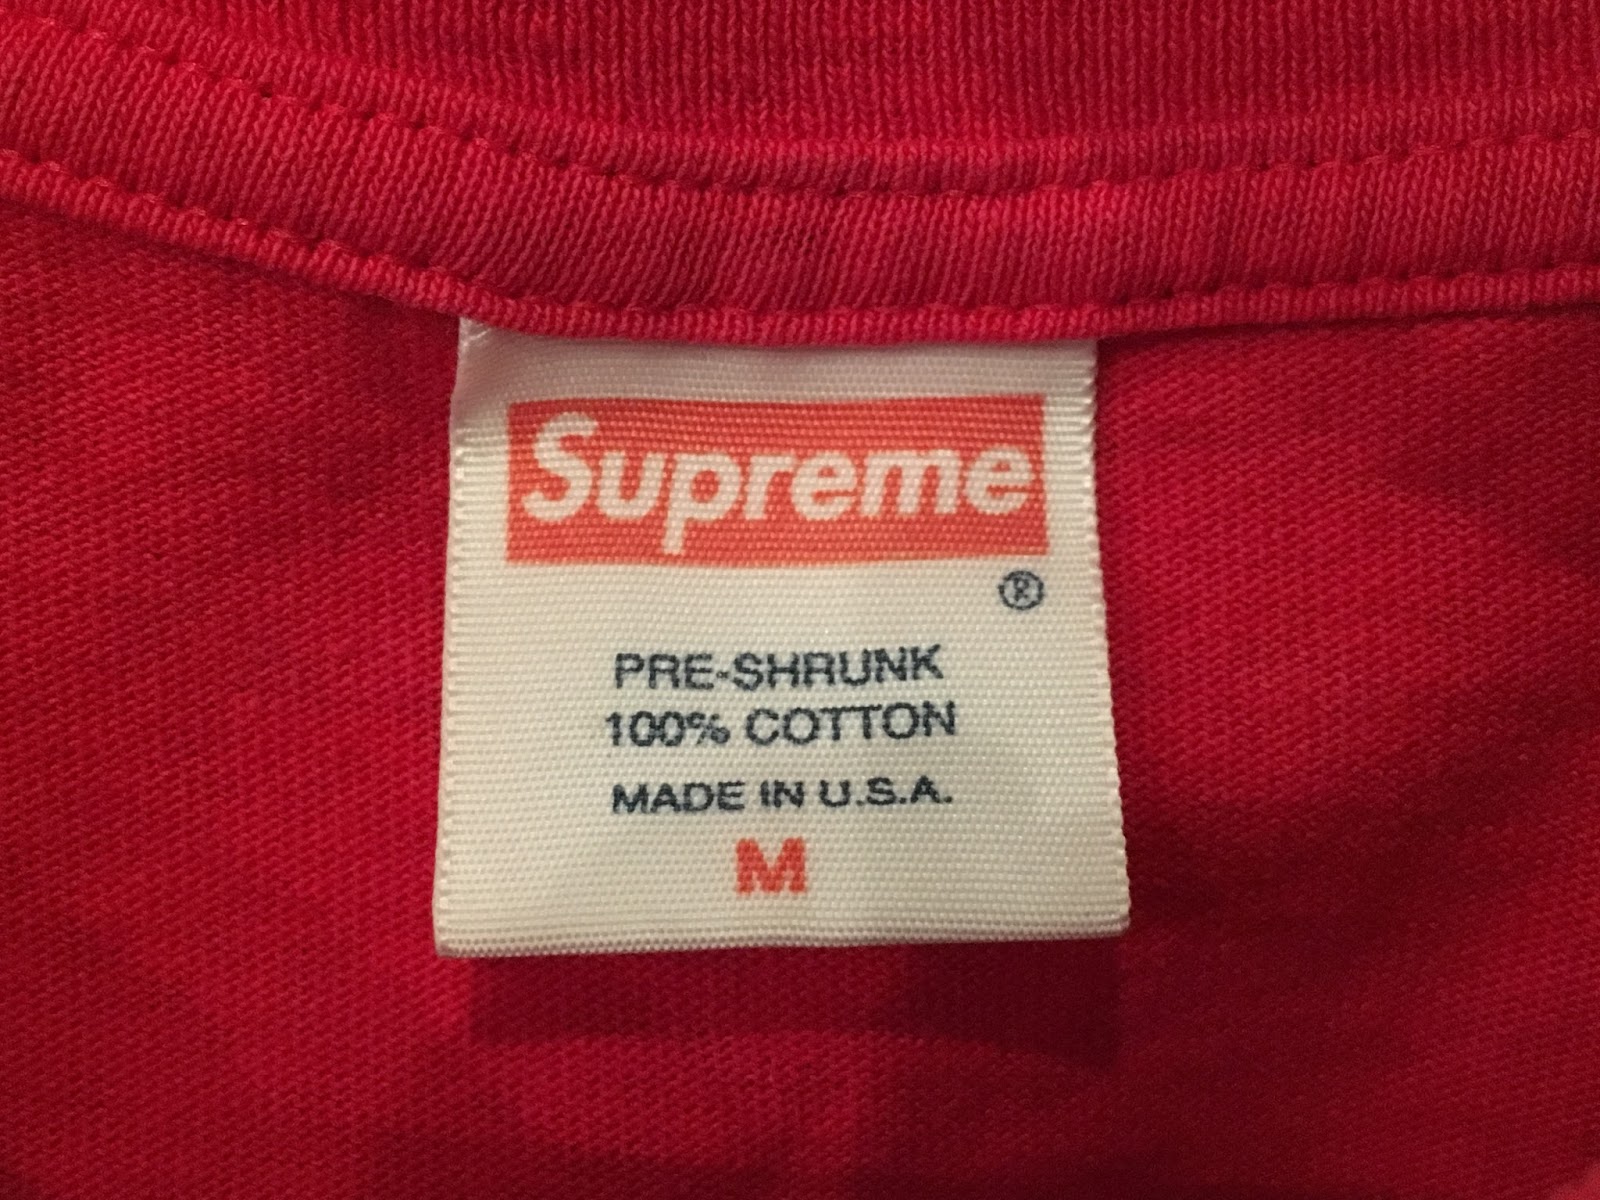 Supreme
®
PRE-SHRUNK
100% COTTON
MADE IN U.S.A.
M